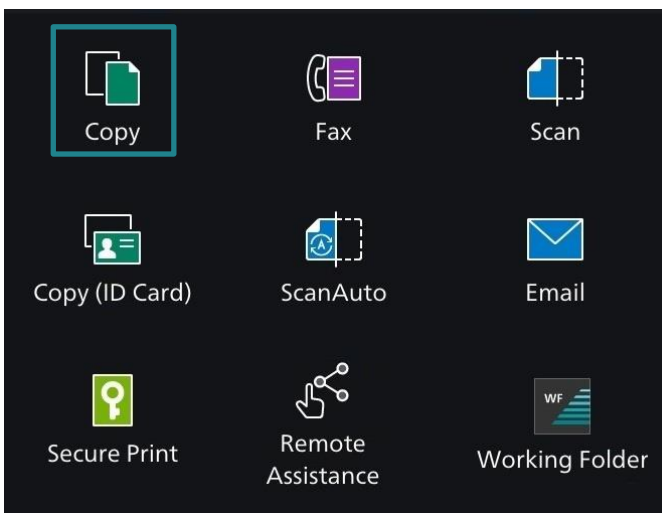 Copy
Fax
Scan
Copy (ID Card)
A
ScanAuto
Email
WF
Secure Print
Remote
Assistance
Working Folder